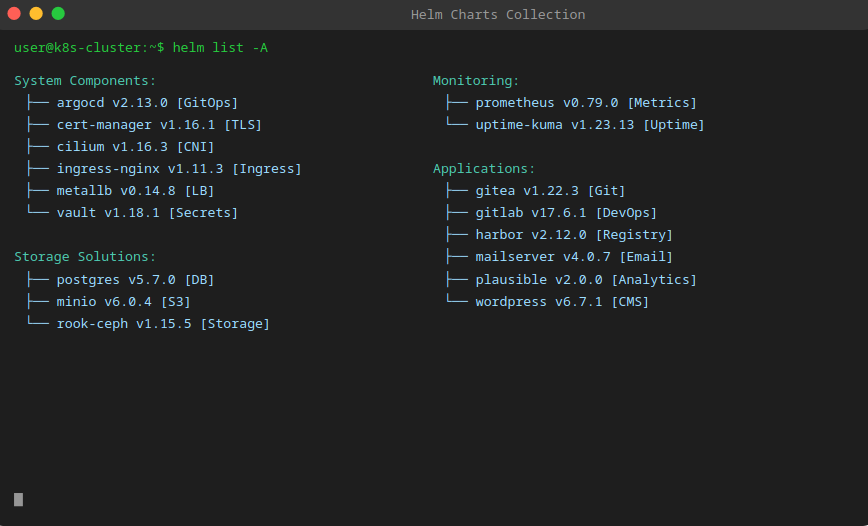 Helm Charts Collection
user@k8s-cluster:~$ helm list -A
System Components:
├── argocd v2.13.0 [GitOps]
├── cert-manager v1.16.1 [TLS]
├── cilium v1.16.3 [CNI]
├── ingress-nginx v1.11.3 [Ingress]
├── metallb v0.14.8 [LB]
└── vault v1.18.1 [Secrets]
Storage Solutions:
├── postgres v5.7.0 [DB]
├── minio v6.0.4 [S3]
└── rook-ceph v1.15.5 [Storage]
Monitoring:
├── prometheus v0.79.0 [Metrics]
└── uptime-kuma v1.23.13 [Uptime]
Applications:
├── gitea v1.22.3 [Git]
├── gitlab v17.6.1 [DevOps]
├── harbor v2.12.0 [Registry]
├── mailserver v4.0.7 [Email]
├── plausible v2.0.0 [Analytics]
└── wordpress v6.7.1 [CMS]